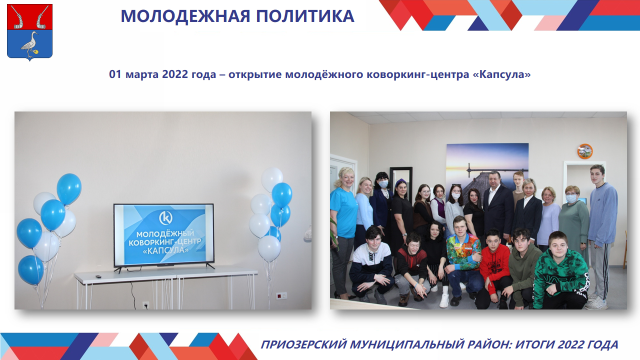 МОЛОДЕЖНАЯ ПОЛИТИКА
01 марта 2022 года – открытие молодёжного коворкинг-центра «Капсула»
МОЛОДЁЖНЫЙ
КОВОРКИНГ-ЦЕНТР
«КАПСУЛА»
ПРИОЗЕРСКИЙ МУНИЦИПАЛЬНЫЙ РАЙОН: ИТОГИ 2022 ГОДА